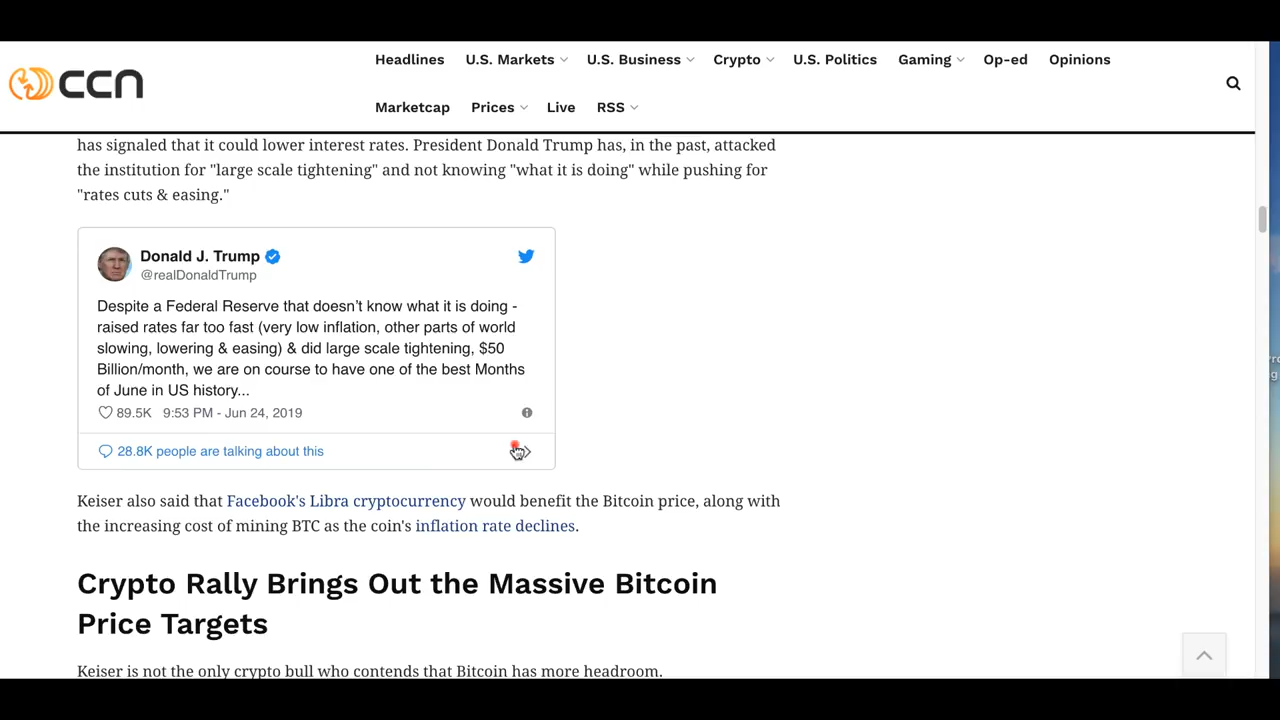 Headlines U.S. Markets U.S. Business Crypto U.S. Politics Gaming Op-ed Opinions
ccn
Marketcap Prices Live RSS
has signaled that it could lower interest rates. President Donald Trump has, in the past, attacked
the institution for "large scale tightening" and not knowing "what it is doing" while pushing for
"rates cuts & easing."
Donald J. Trump
@realDonaldTrump
Despite a Federal Reserve that doesn’t know what it is doing -
raised rates far too fast (very low inflation, other parts of world
slowing, lowering & easing) & did large scale tightening, $50
Billion/month, we are on course to have one of the best Months
of June in US history...
89.5K 9:53 PM - Jun 24, 2019
28.8K people are talking about this
Keiser also said that Facebook's Libra cryptocurrency would benefit the Bitcoin price, along with
the increasing cost of mining BTC as the coin's inflation rate declines.
Crypto Rally Brings Out the Massive Bitcoin
Price Targets
Keiser is not the only crypto bull who contends that Bitcoin has more headroom.